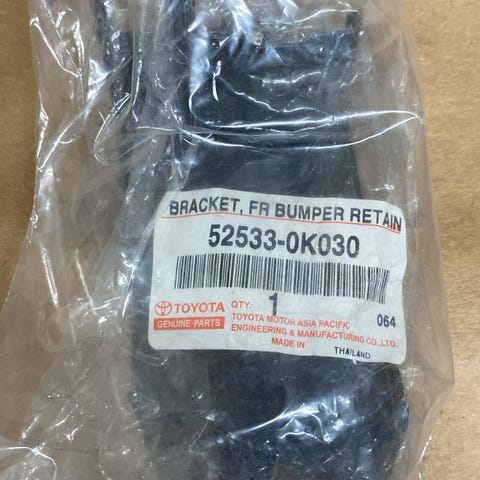 BRACKET, FR BUMPER RETAIN
52533-0K030
TOYOTA
GENUINE PARTS
QTY: 1
064
TOYOTA MOTOR ASIA PACIFIC
ENGINEERING & MANUFACTURING CO.,LTD.
MADE IN THAILAND